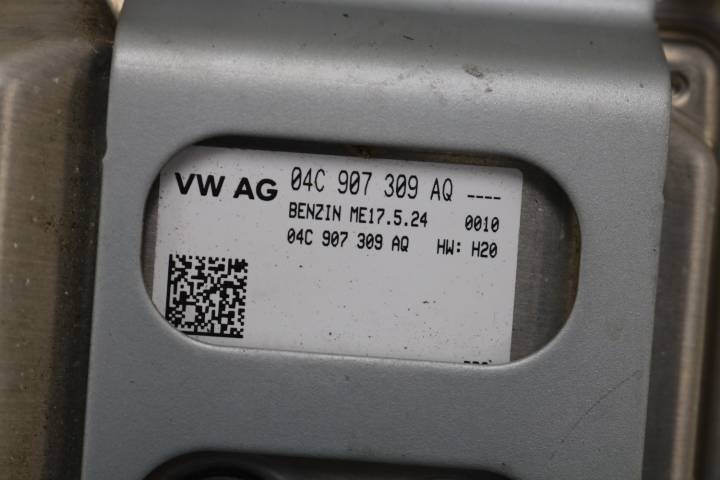 VW AG 04C 907 309 AQ ----
BENZIN ME17.5.24 0010
04C 907 309 AQ HW: H20